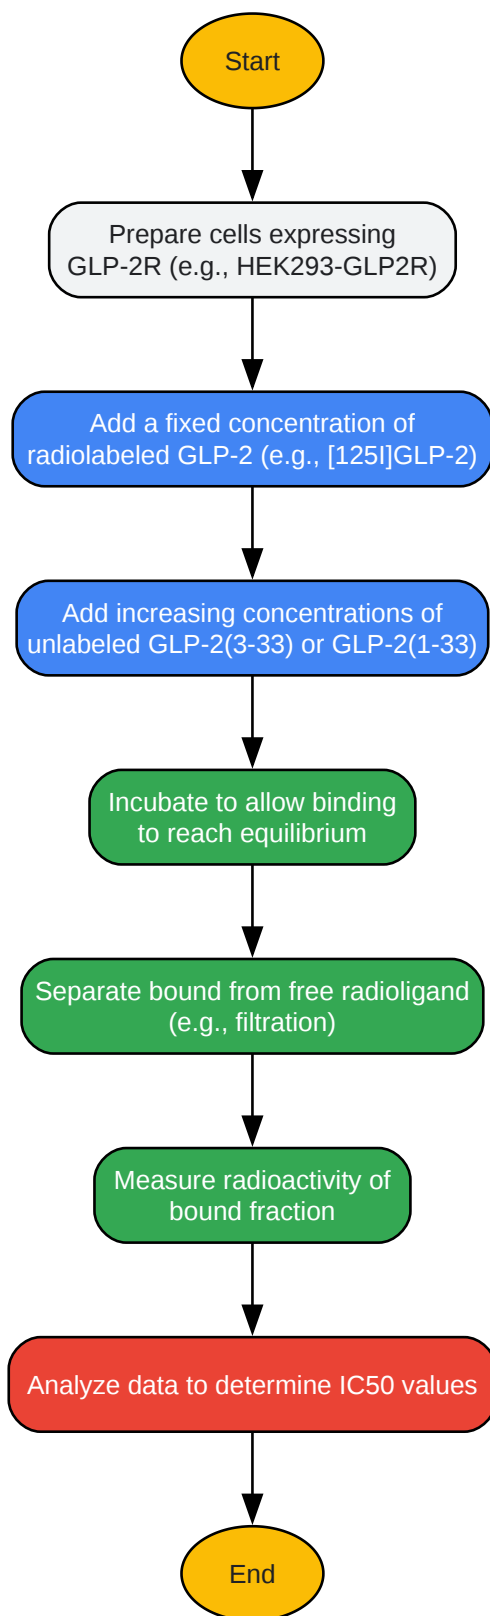 Start
Prepare cells expressing
GLP-2R (e.g., HEK293-GLP2R)
Add a fixed concentration of
radiolabeled GLP-2 (e.g., [125I]GLP-2)
Add increasing concentrations of
unlabeled GLP-2(3-33) or GLP-2(1-33)
Incubate to allow binding
to reach equilibrium
Separate bound from free radioligand
(e.g., filtration)
Measure radioactivity of
bound fraction
Analyze data to determine IC50 values
End